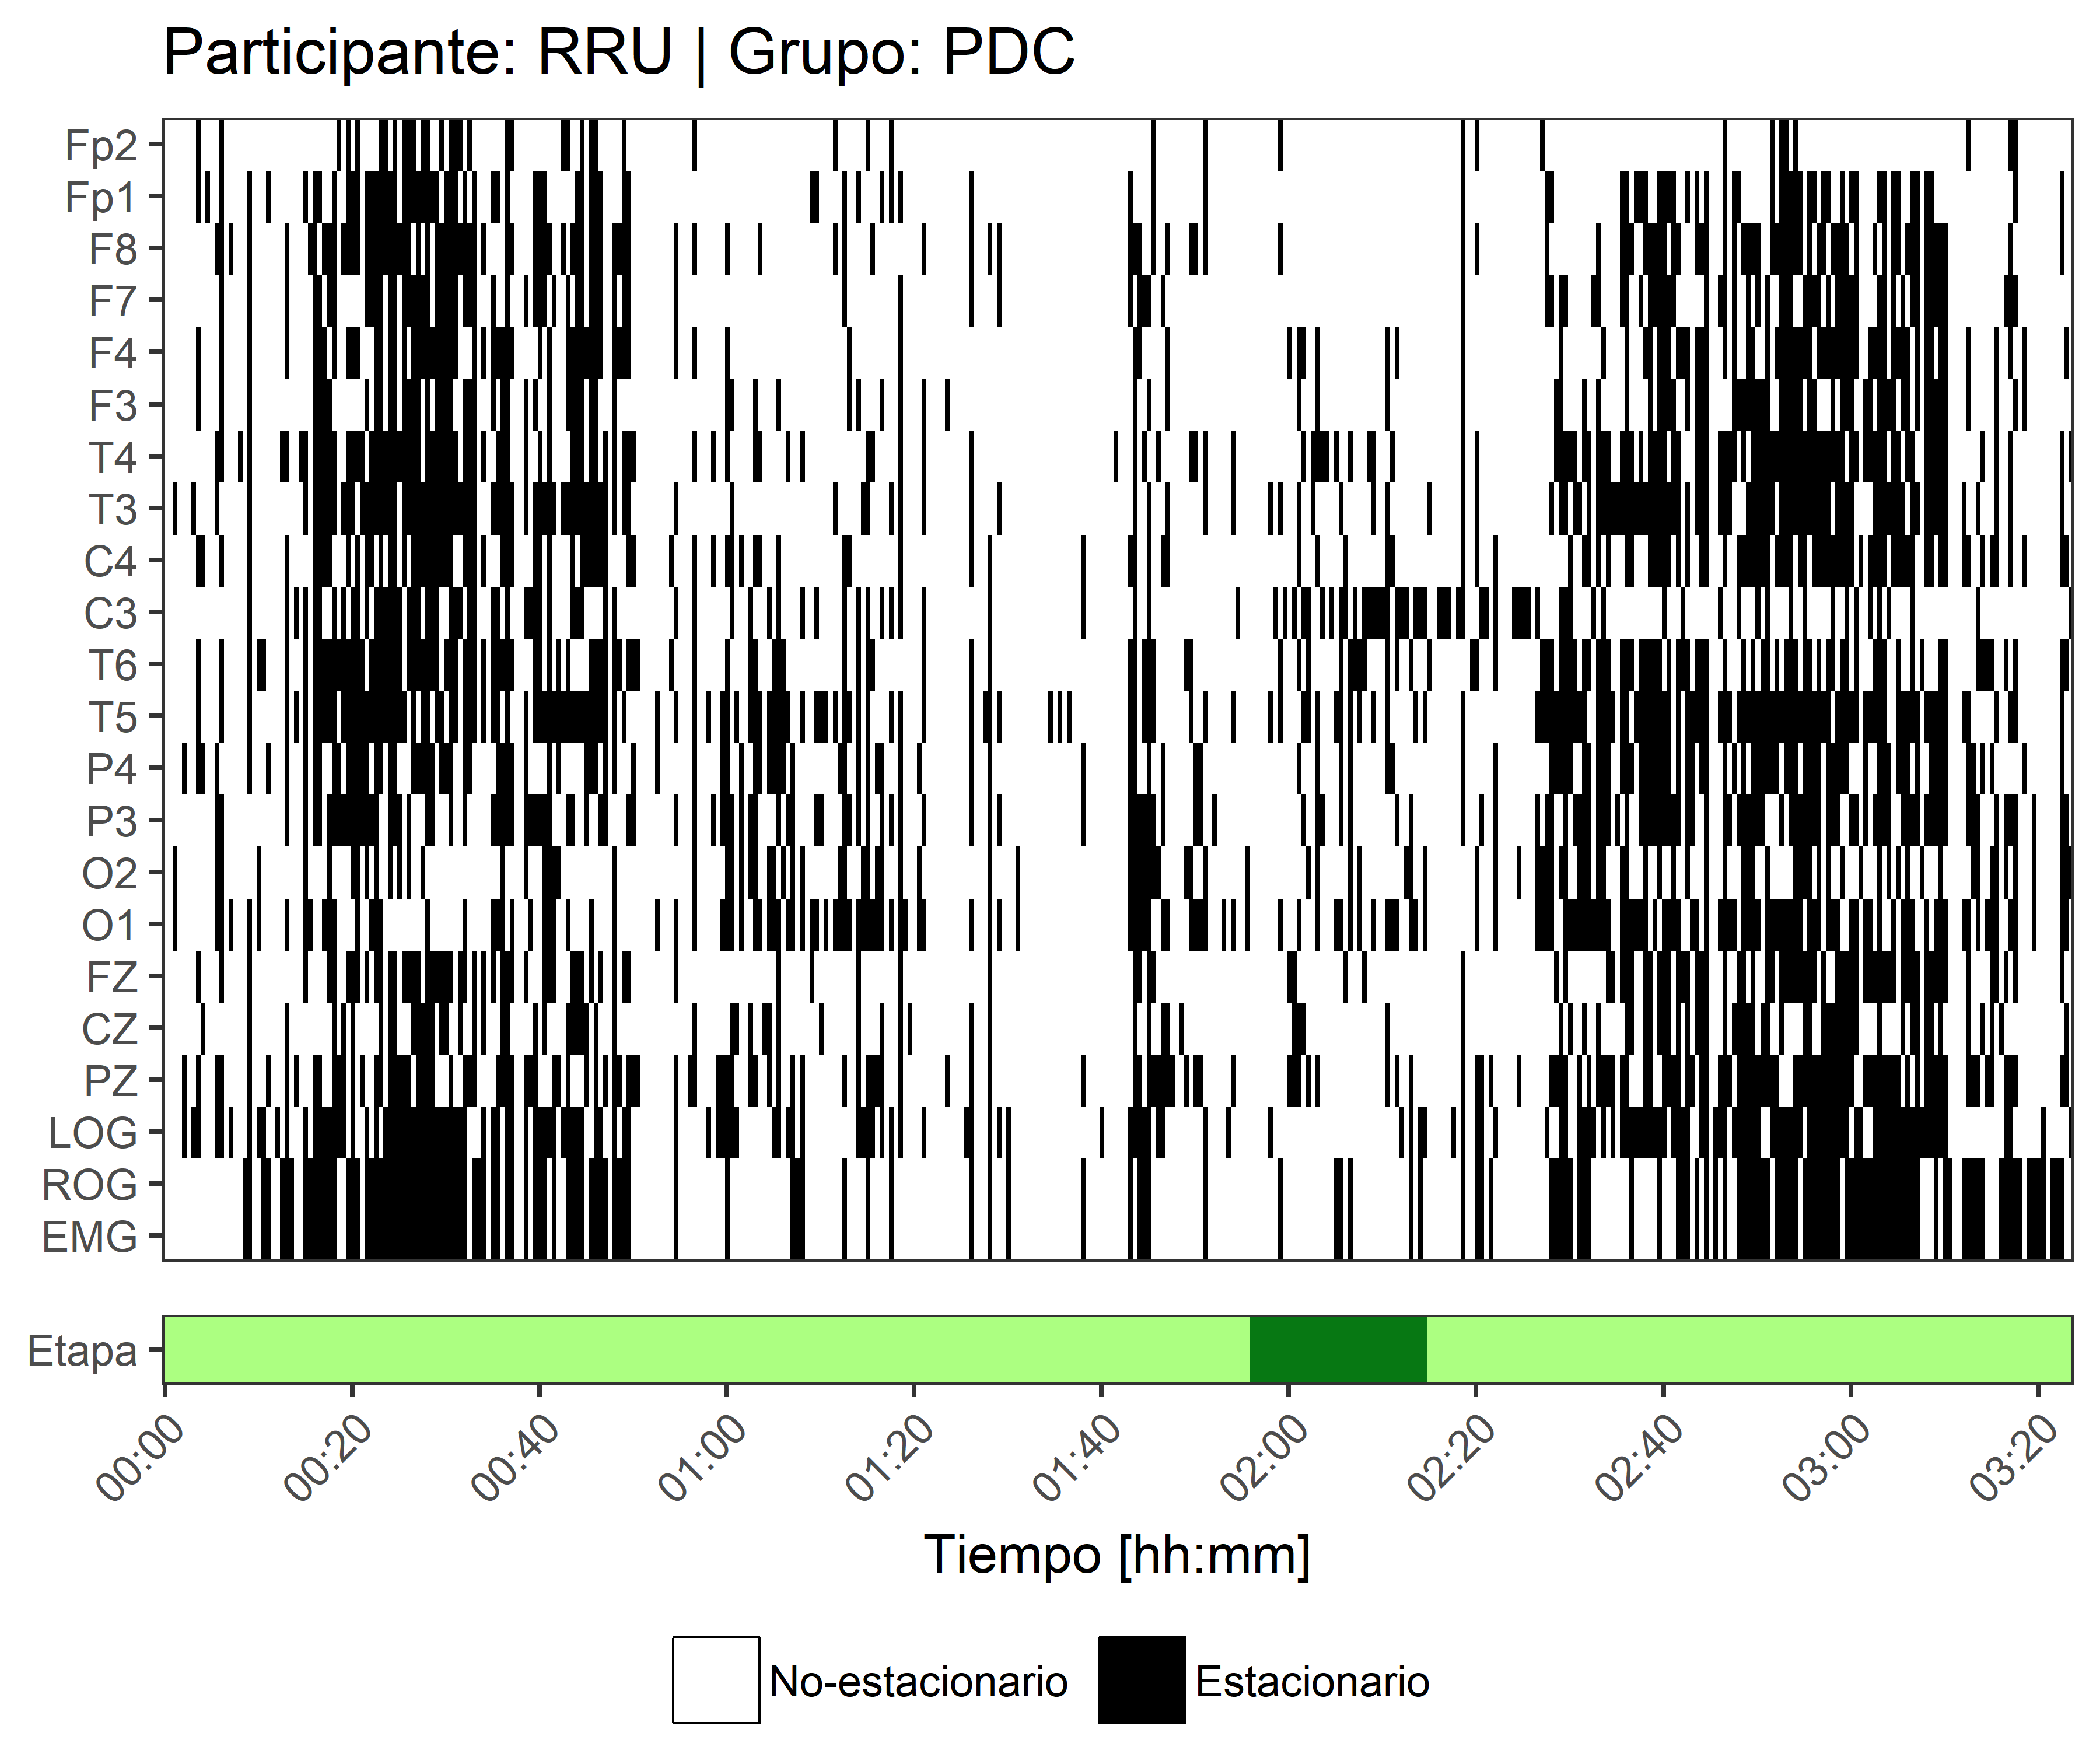 Participante: RRU | Grupo: PDC
Fp2
Fp1
F8
F7
F4
F3
T4
T3
C4
C3
T6
T5
P4
P3
O2
O1
FZ
CZ
PZ
LOG
ROG
EMG
Etapa
00:00
00:20
00:40
01:00
01:20
01:40
02:00
02:20
02:40
03:00
03:20
Tiempo [hh:mm]
No-estacionario
Estacionario